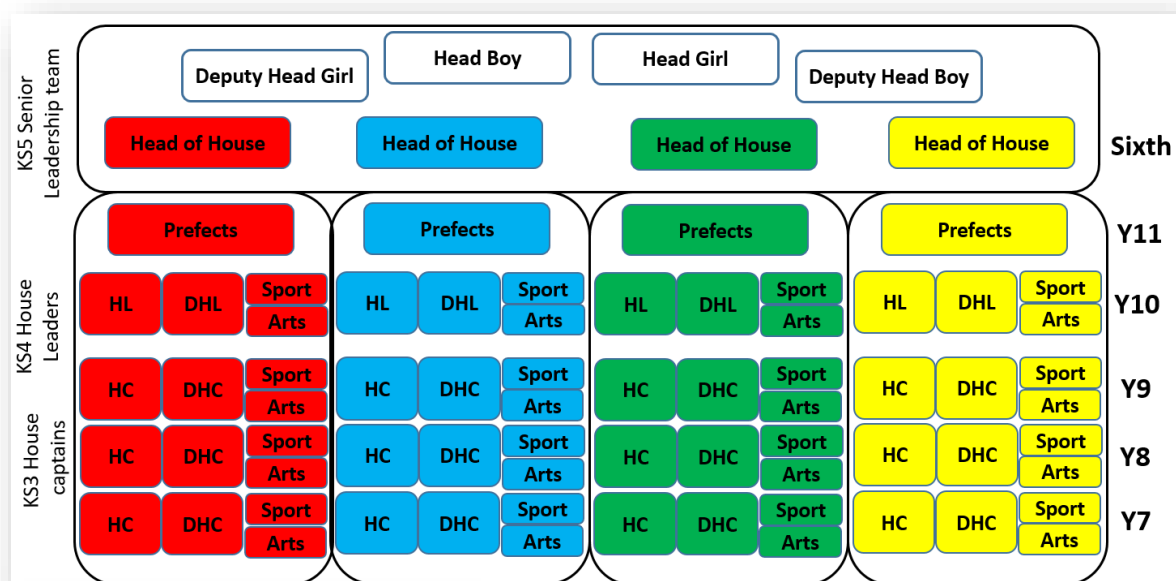 KS5 Senior
Leadership team
Deputy Head Girl
Head Boy
Head Girl
Deputy Head Boy
Head of House
Head of House
Head of House
Head of House
Sixth
Prefects
Prefects
Prefects
Prefects
Y11
KS4 House
Leaders
HL
DHL
Sport
Arts
HL
DHL
Sport
Arts
HL
DHL
Sport
Arts
HL
DHL
Sport
Arts
Y10
KS3 House
captains
HC
DHC
Sport
Arts
HC
DHC
Sport
Arts
HC
DHC
Sport
Arts
HC
DHC
Sport
Arts
Y9
HC
DHC
Sport
Arts
HC
DHC
Sport
Arts
HC
DHC
Sport
Arts
HC
DHC
Sport
Arts
Y8
HC
DHC
Sport
Arts
HC
DHC
Sport
Arts
HC
DHC
Sport
Arts
HC
DHC
Sport
Arts
Y7